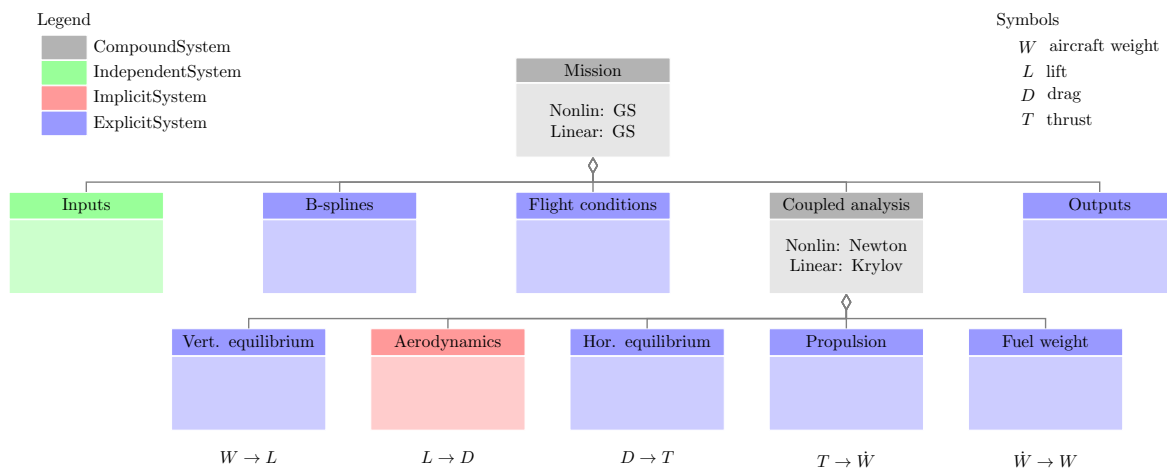 Legend
CompoundSystem
IndependentSystem
ImplicitSystem
ExplicitSystem
Symbols
W aircraft weight
L lift
D drag
T thrust
Mission
Nonlin: GS
Linear: GS
Inputs
B-splines
Flight conditions
Coupled analysis
Nonlin: Newton
Linear: Krylov
Outputs
Vert. equilibrium
Aerodynamics
Hor. equilibrium
Propulsion
Fuel weight
W → L
L → D
D → T
T → Ẇ
Ẇ → W